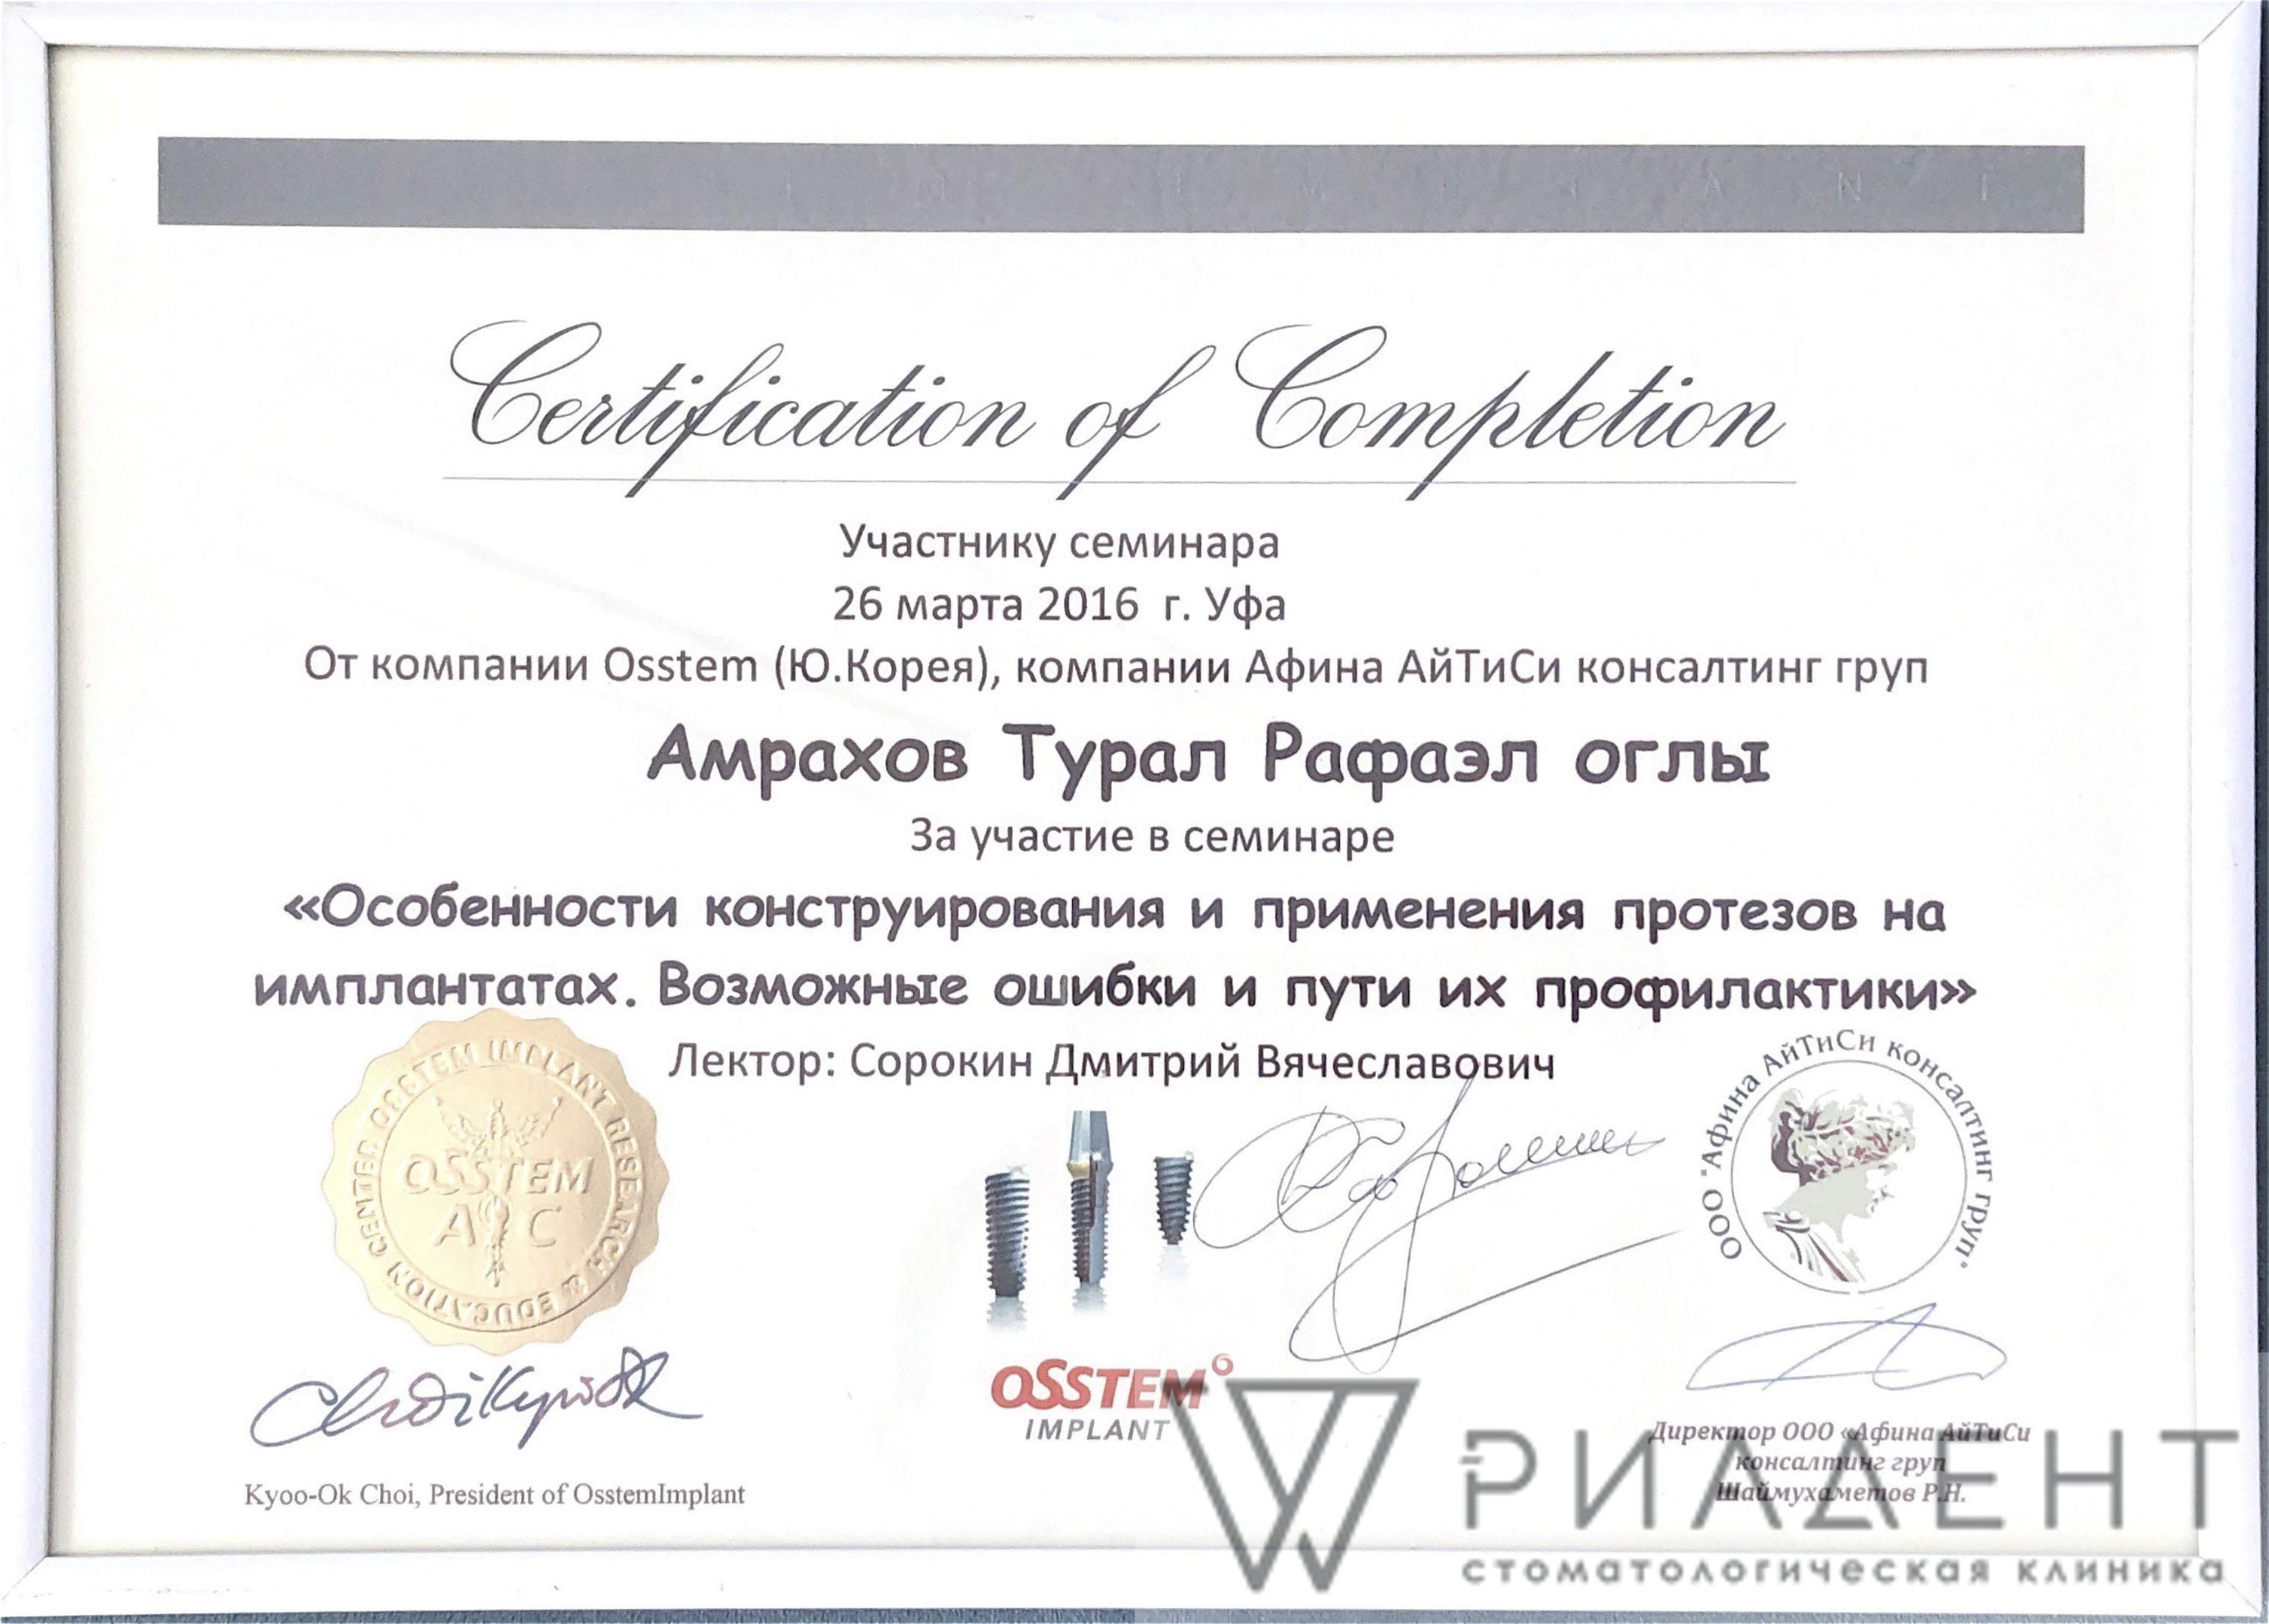 Certification of Completion
Участнику семинара
26 марта 2016 г. Уфа
От компании Osstem (Ю.Корея), компании Афина АйТиСи консалтинг груп
Амрахов Турал Рафаэл оглы
За участие в семинаре
«Особенности конструирования и применения протезов на
имплантатах. Возможные ошибки и пути их профилактики»
Лектор: Сорокин Дмитрий Вячеславович
OSSTEM IMPLANT RESEARCH & EDUCATION CENTER
OSSTEM
AIC
ООО "Афина АйТиСи консалтинг груп"
OSSTEM
IMPLANT
Kyoo-Ok Choi, President of OsstemImplant
Директор ООО «Афина АйТиСи
консалтинг груп
Шаймухаметов Р.Н.
РИАДЕНТ
стоматологическая клиника